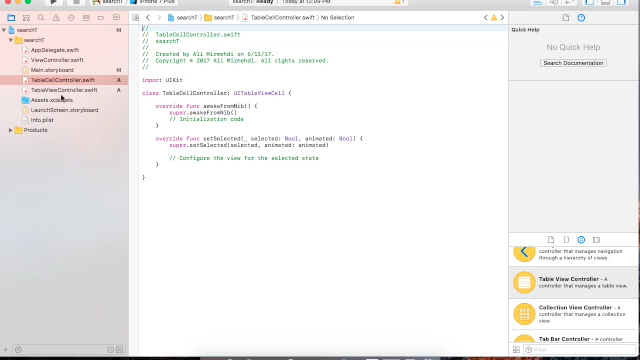 searchT
iPhone 7 Plus
searchT: Ready
Today at 12:09 PM
searchT
searchT
TableCellController.swift
No Selection
searchT
M
searchT
AppDelegate.swift
ViewController.swift
Main.storyboard
M
TableCellController.swift
A
TableViewController.swift
A
Assets.xcassets
LaunchScreen.storyboard
Info.plist
Products
//
// TableCellController.swift
// searchT
//
// Created by Ali Mirmehdi on 6/11/17.
// Copyright © 2017 Ali Mirmehdi. All rights reserved.
//
import UIKit
class TableCellController: UITableViewCell {
override func awakeFromNib() {
super.awakeFromNib()
// Initialization code
}
override func setSelected(_ selected: Bool, animated: Bool) {
super.setSelected(selected, animated: animated)
// Configure the view for the selected state
}
}
Quick Help
No Quick Help
Search Documentation
controller that manages navigation
through a hierarchy of views.
Table View Controller - A
controller that manages a table view.
Collection View Controller - A
controller that manages a collection
view.
Tab Bar Controller - A
Filter